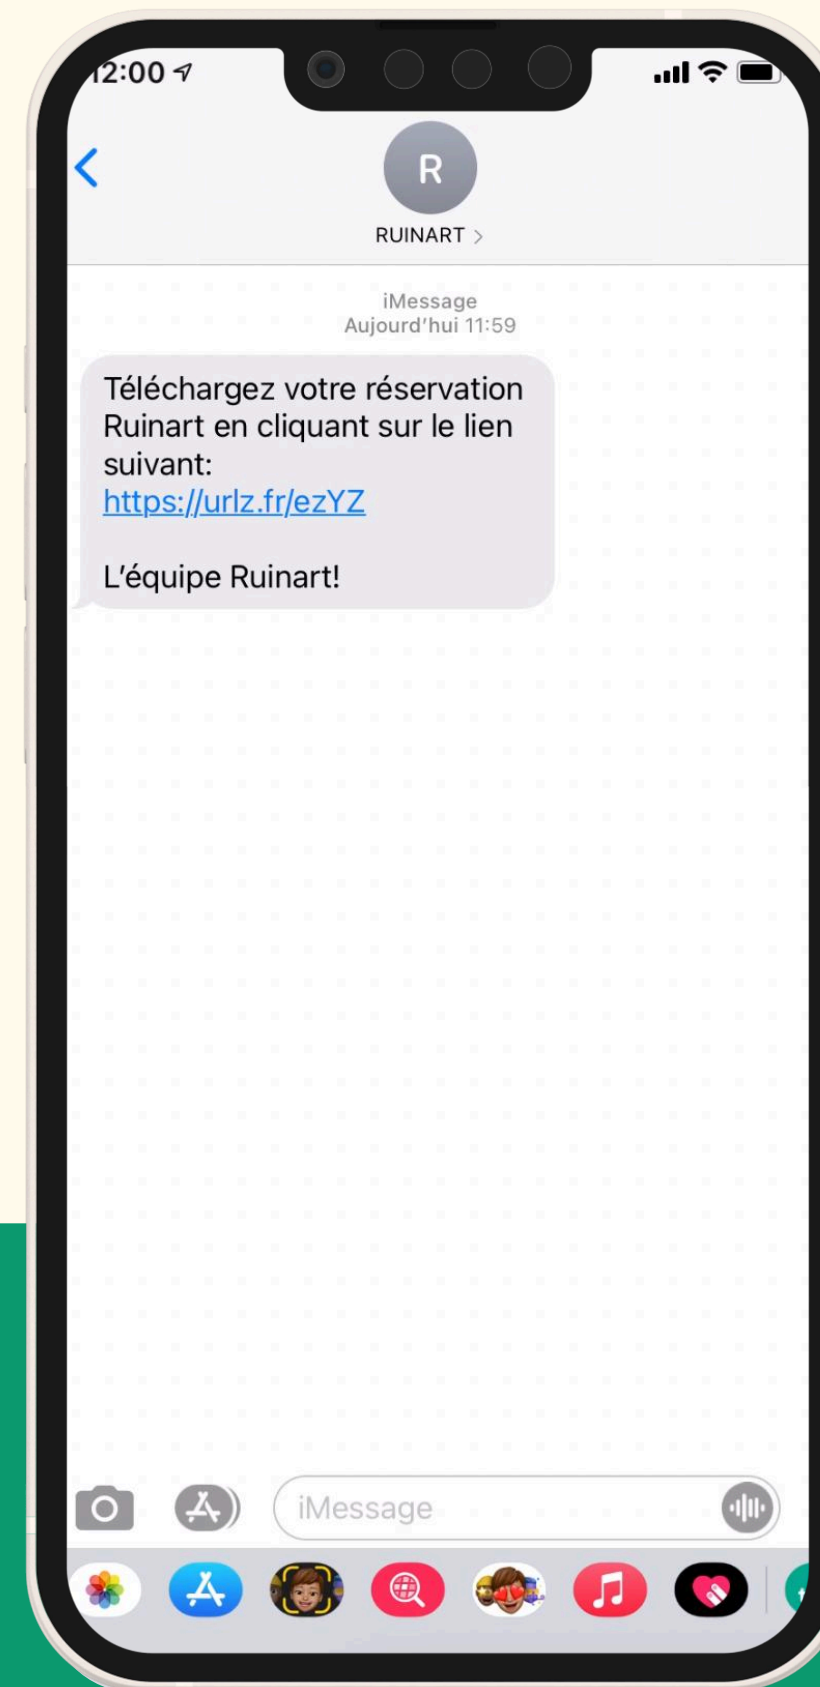 12:00
R
RUINART >
iMessage
Aujourd'hui 11:59
Téléchargez votre réservation
Ruinart en cliquant sur le lien
suivant:
https://urlz.fr/ezYZ
L'équipe Ruinart!
iMessage